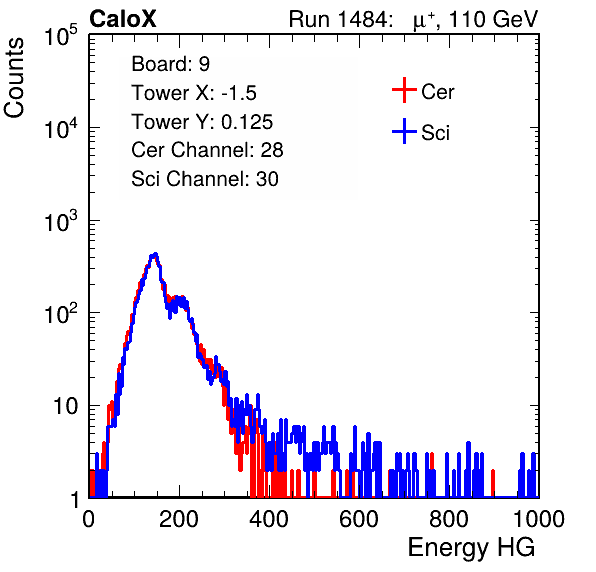 CaloX Run 1484: μ⁺, 110 GeV
Counts
10⁵
10⁴
10³
10²
10
1
Board: 9
Tower X: -1.5
Tower Y: 0.125
Cer Channel: 28
Sci Channel: 30
Cer
Sci
0 200 400 600 800 1000
Energy HG